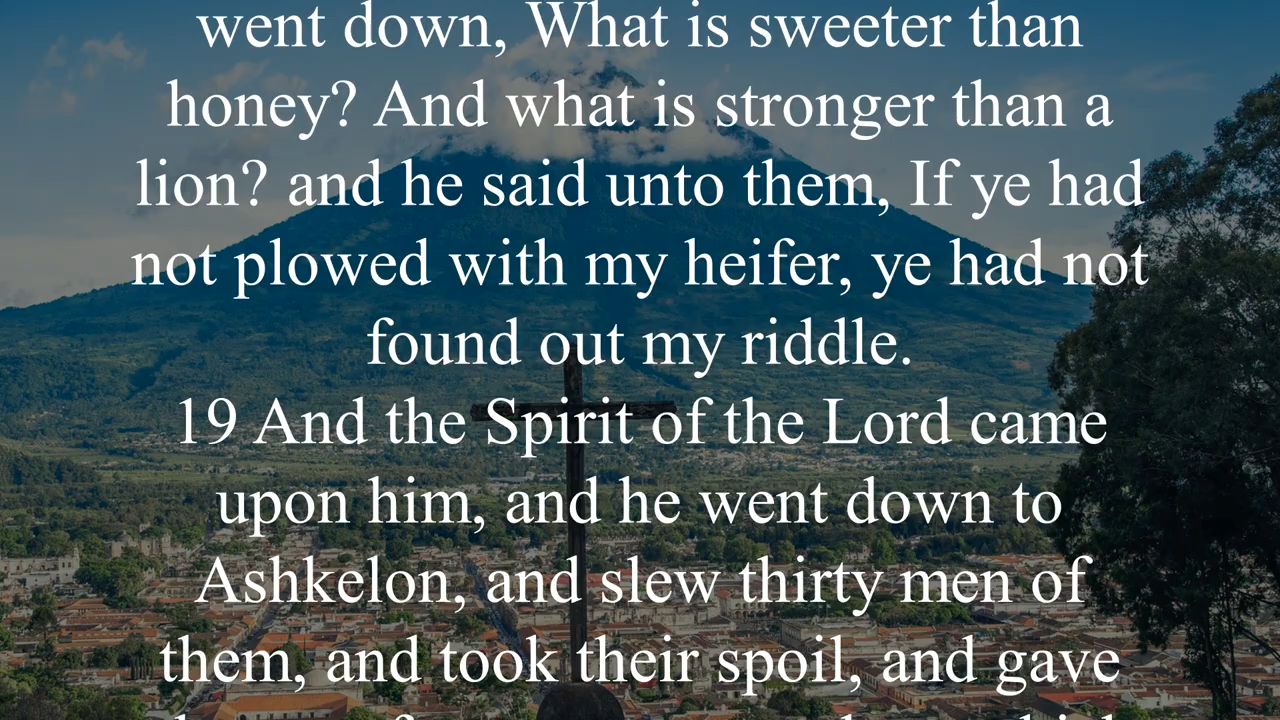 went down, What is sweeter than
honey? And what is stronger than a
lion? and he said unto them, If ye had
not plowed with my heifer, ye had not
found out my riddle.
19 And the Spirit of the Lord came
upon him, and he went down to
Ashkelon, and slew thirty men of
them, and took their spoil, and gave